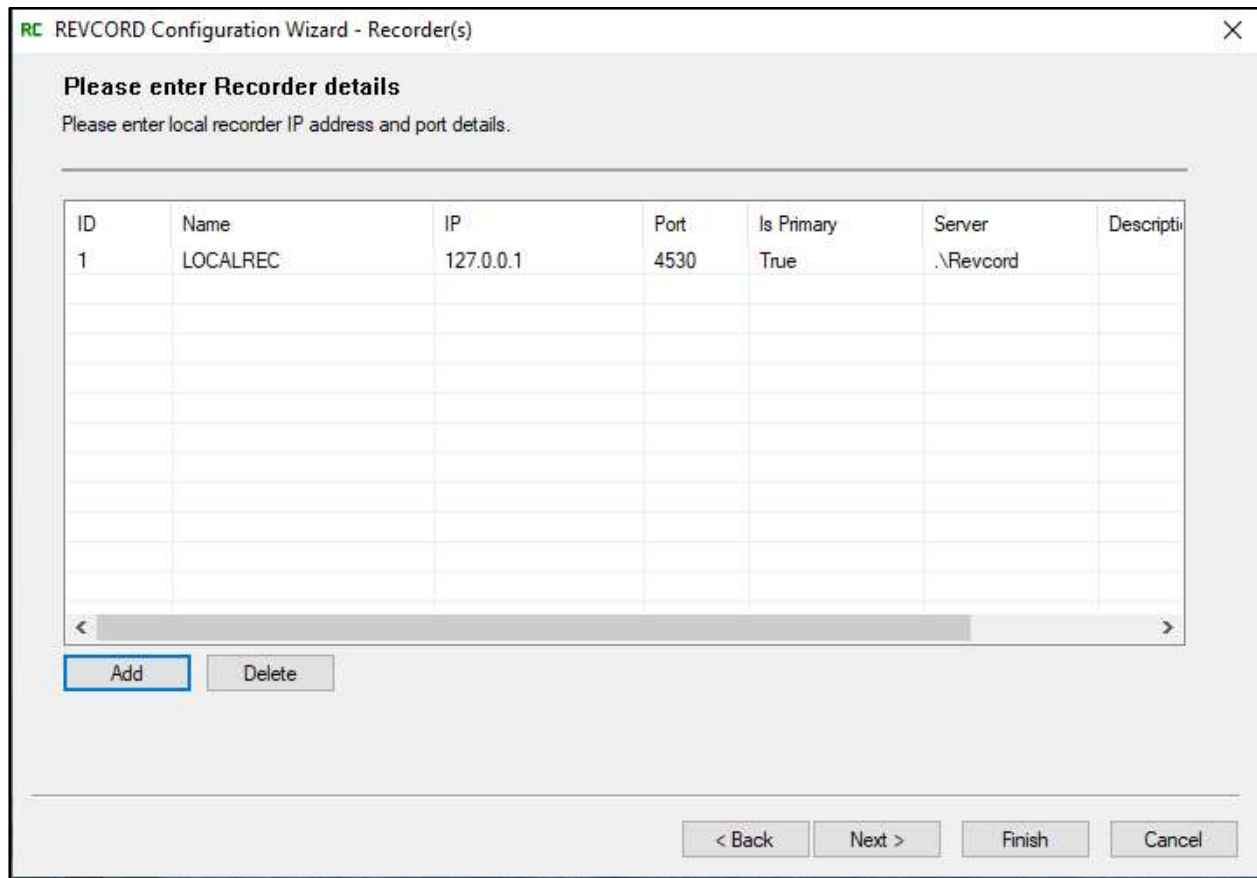 RC REVCORD Configuration Wizard - Recorder(s)
Please enter Recorder details
Please enter local recorder IP address and port details.
ID Name IP Port Is Primary Server Descripti
1 LOCALREC 127.0.0.1 4530 True .\Revcord
Add Delete
< Back Next > Finish Cancel